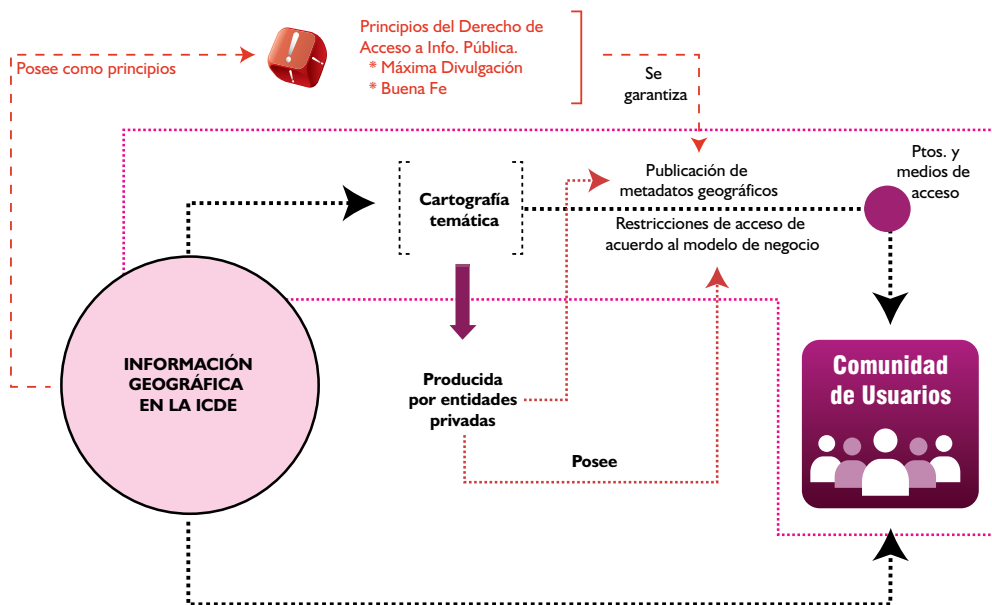 Principios del Derecho de
Acceso a Info. Pública.
* Máxima Divulgación
* Buena Fe
Posee como principios
Se
garantiza
Ptos. y
medios de
acceso
Publicación de
metadatos geográficos
Cartografía
temática
Restricciones de acceso de
acuerdo al modelo de negocio
INFORMACIÓN
GEOGRÁFICA
EN LA ICDE
Producida
por entidades
privadas
Comunidad
de Usuarios
Posee